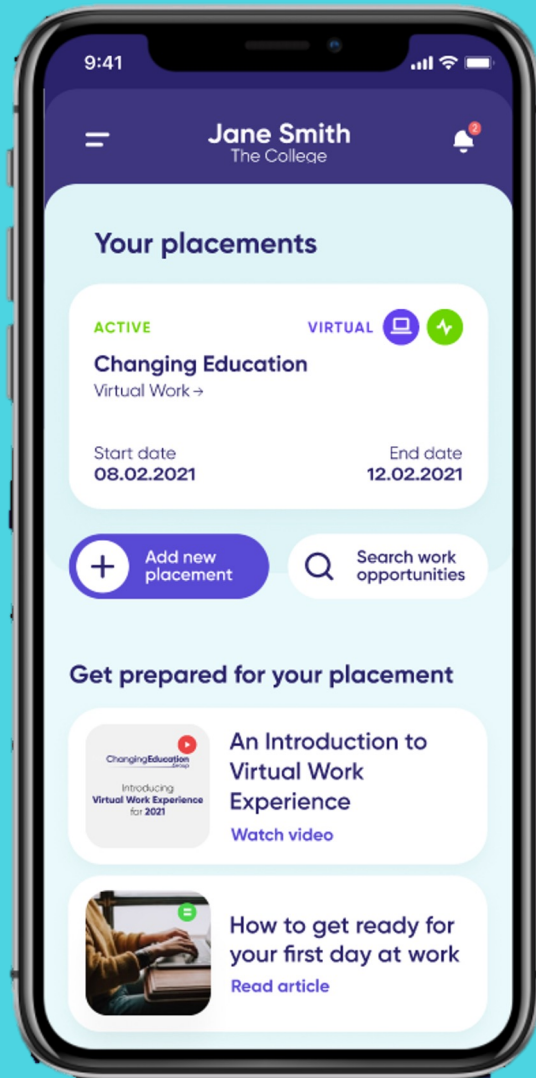 9:41
Jane Smith
2
The College
Your placements
ACTIVE
VIRTUAL
Changing Education
Virtual Work →
Start date
End date
08.02.2021
12.02.2021
Add new
placement
Search work
opportunities
Get prepared for your placement
ChangingEducation
Group
Introducing
Virtual Work Experience
for 2021
An Introduction to
Virtual Work
Experience
Watch video
How to get ready for
your first day at work
Read article